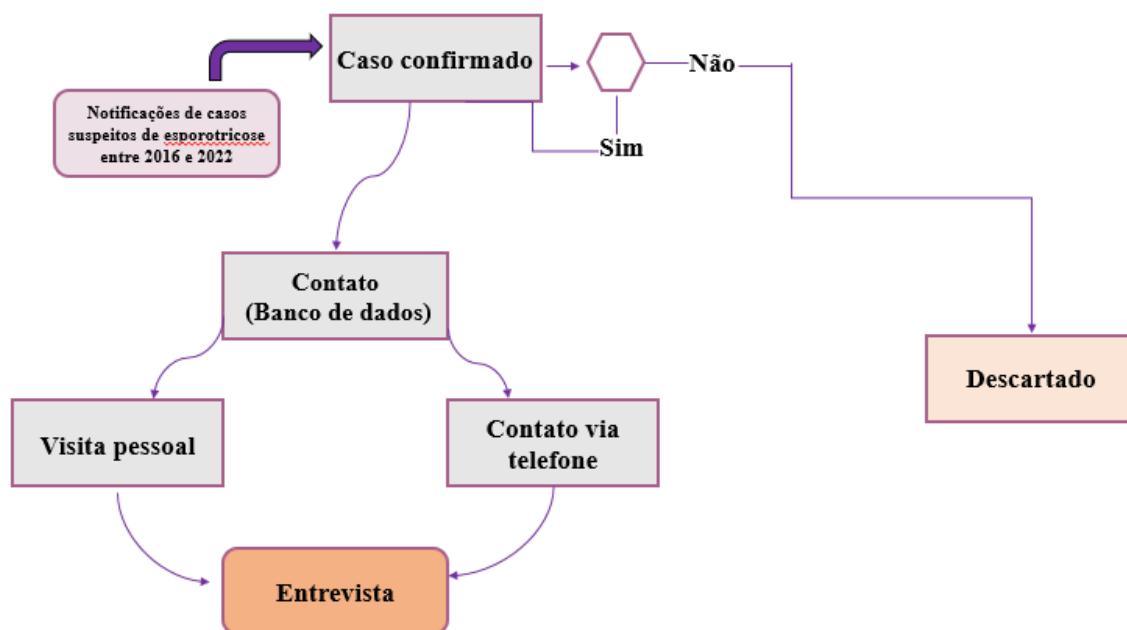 Caso confirmado
Não
Notificações de casos
suspeitos de esporotricose
entre 2016 e 2022
Sim
Contato
(Banco de dados)
Descartado
Visita pessoal
Contato via
telefone
Entrevista